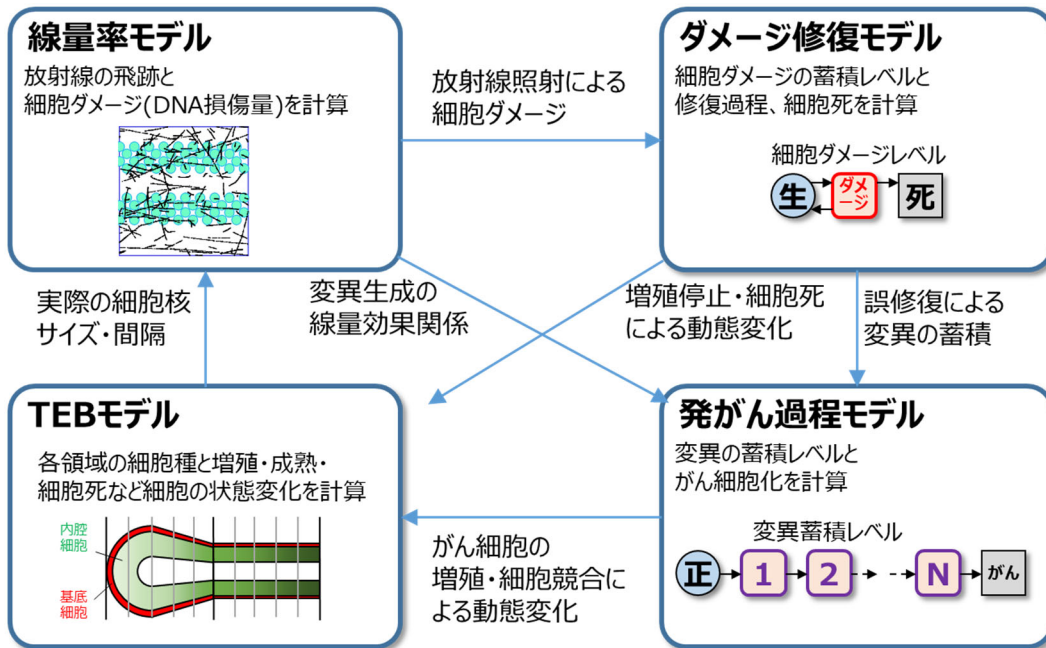 線量率モデル
放射線の飛跡と
細胞ダメージ(DNA損傷量)を計算
放射線照射による
細胞ダメージ
ダメージ修復モデル
細胞ダメージの蓄積レベルと
修復過程、細胞死を計算
細胞ダメージレベル
生
ダメ
ージ
死
実際の細胞核
サイズ・間隔
変異生成の
線量効果関係
増殖停止・細胞死
による動態変化
誤修復による
変異の蓄積
TEBモデル
各領域の細胞種と増殖・成熟・
細胞死など細胞の状態変化を計算
内腔
細胞
基底
細胞
がん細胞の
増殖・細胞競合に
よる動態変化
発がん過程モデル
変異の蓄積レベルと
がん細胞化を計算
変異蓄積レベル
正
1
2
N
がん